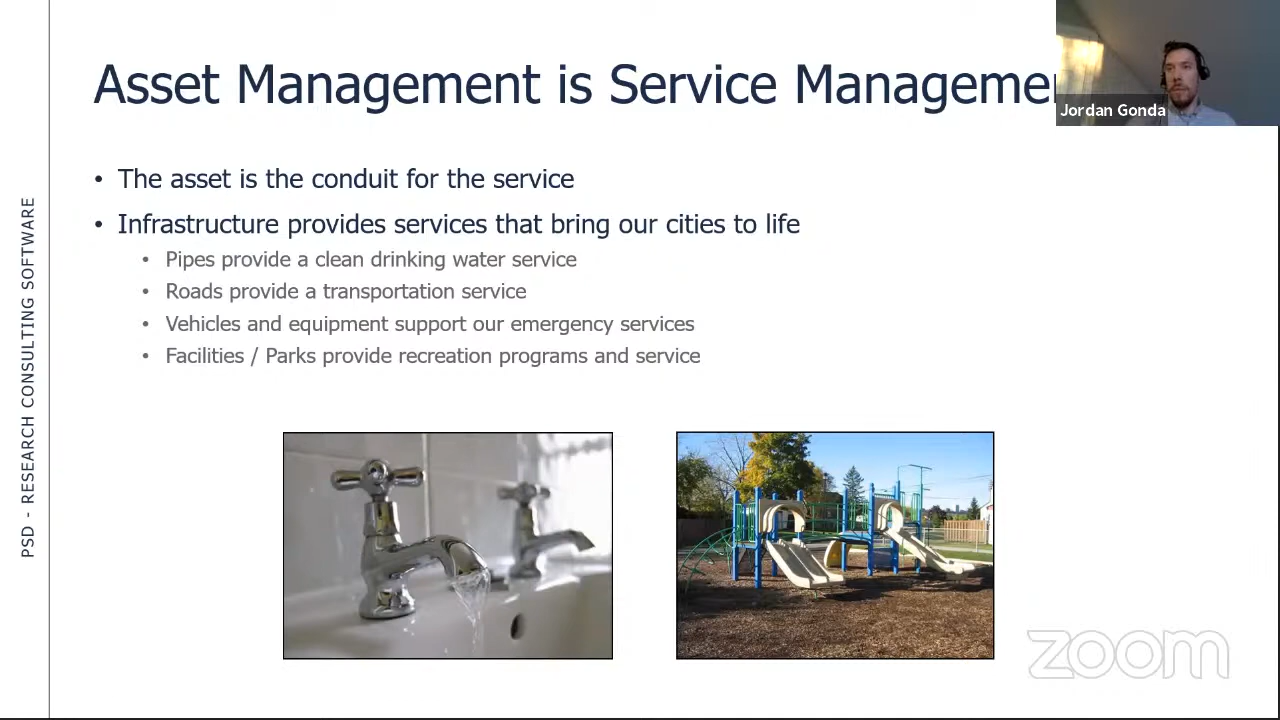 Asset Management is Service Manageme
Jordan Gonda
• The asset is the conduit for the service
• Infrastructure provides services that bring our cities to life
• Pipes provide a clean drinking water service
• Roads provide a transportation service
• Vehicles and equipment support our emergency services
• Facilities / Parks provide recreation programs and service
PSD - RESEARCH CONSULTING SOFTWARE
zoom